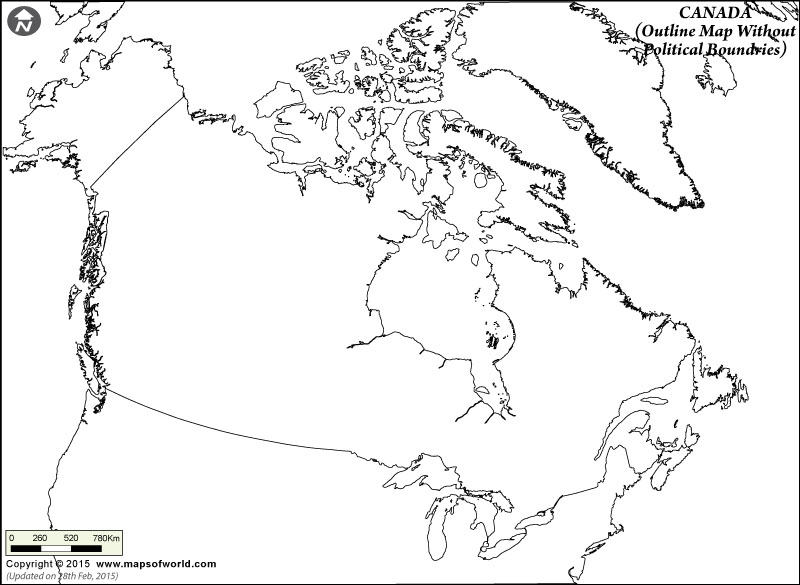 N
CANADA
(Outline Map Without
Political Boundries)
0 260 520 780Km
Copyright © 2015 www.mapsofworld.com
(Updated on 28th Feb, 2015)